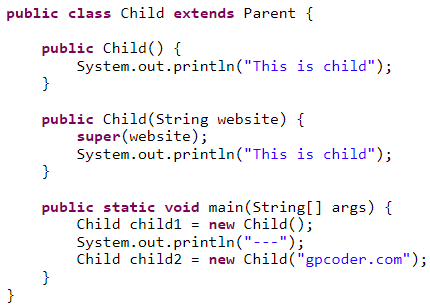 public class Child extends Parent {
public Child() {
System.out.println("This is child");
}
public Child(String website) {
super(website);
System.out.println("This is child");
}
public static void main(String[] args) {
Child child1 = new Child();
System.out.println("---");
Child child2 = new Child("gpcoder.com");
}
}